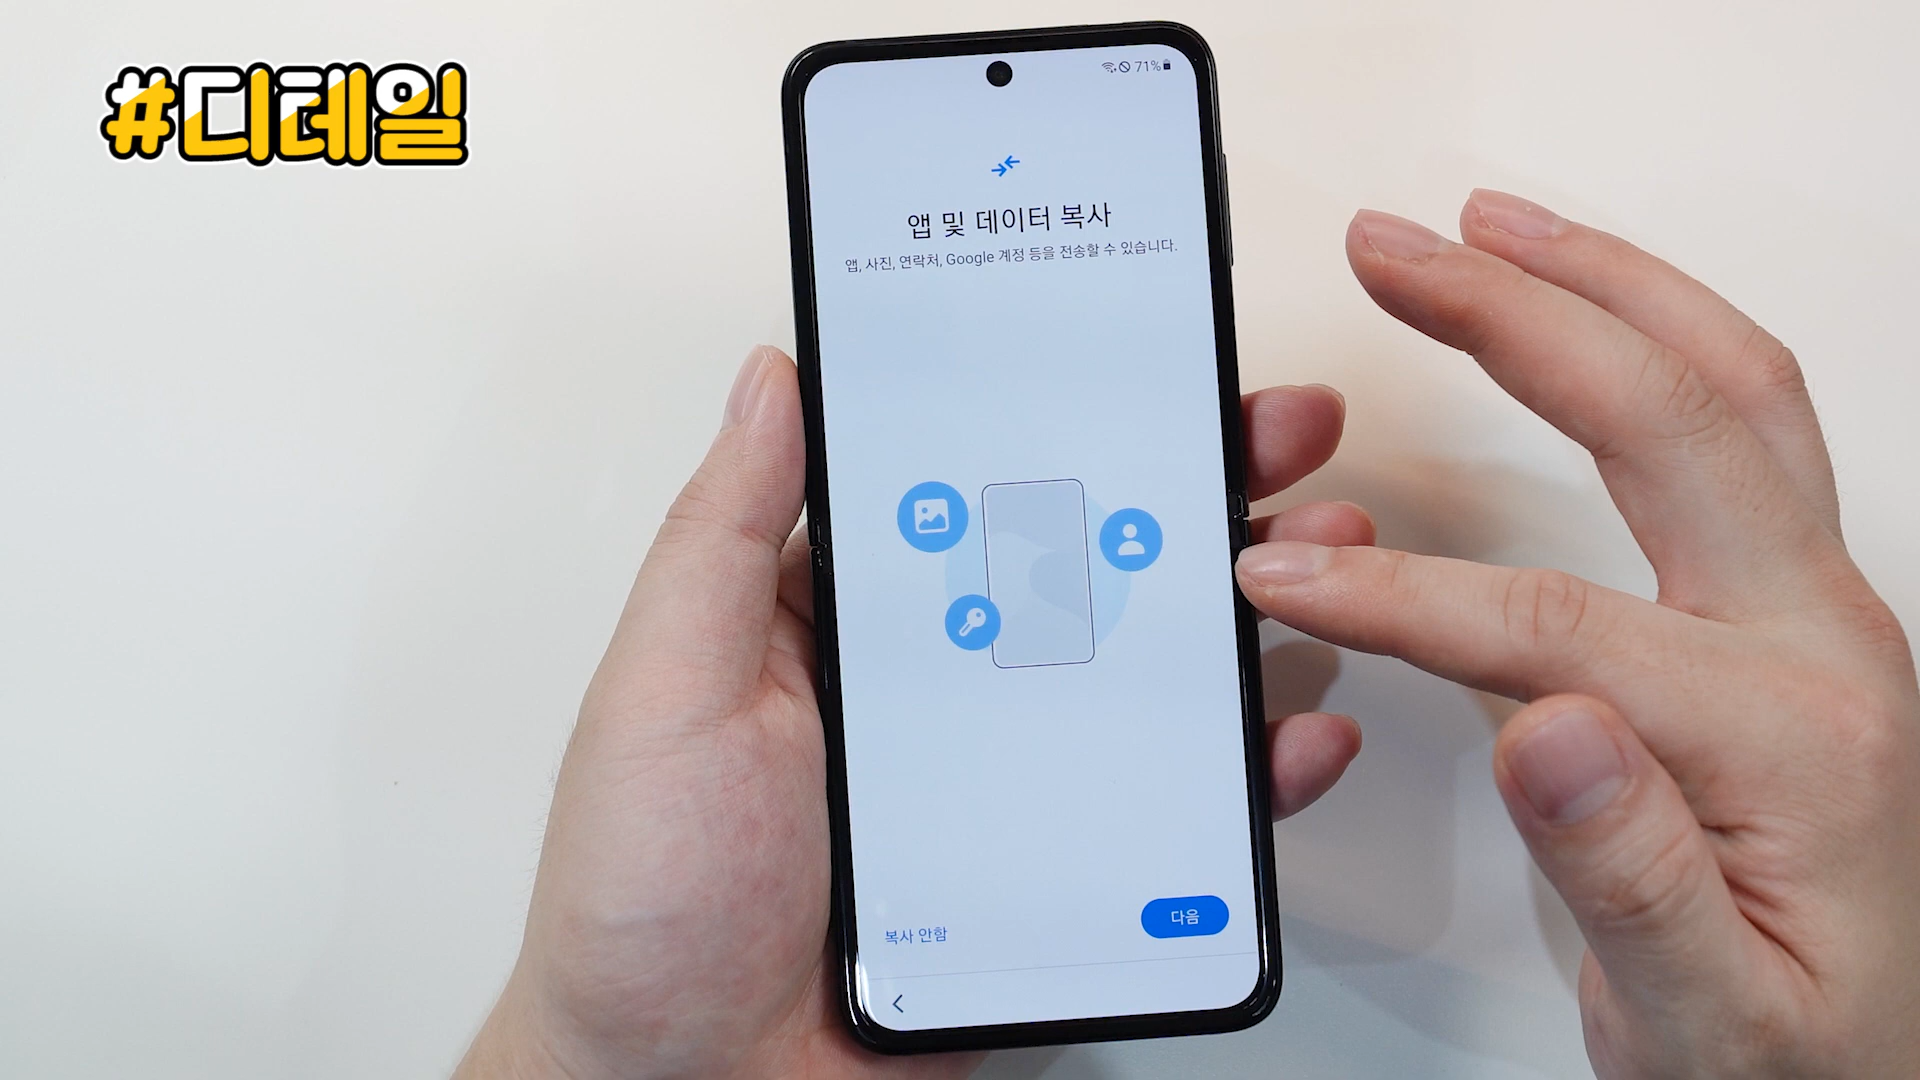 #디테일
71%
앱 및 데이터 복사
앱, 사진, 연락처, Google 계정 등을 전송할 수 있습니다.
복사 안함
다음